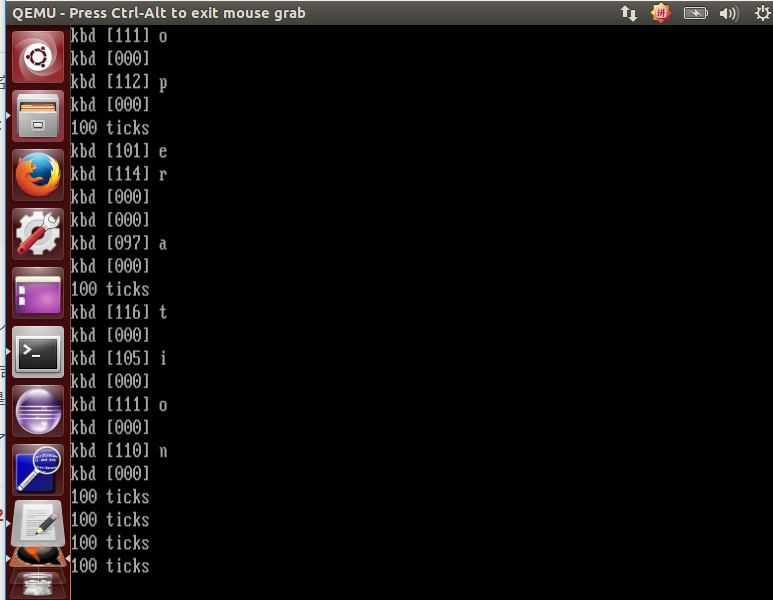 QEMU - Press Ctrl-Alt to exit mouse grab
kbd [111] o
kbd [000]
kbd [112] p
kbd [000]
100 ticks
kbd [101] e
kbd [114] r
kbd [000]
kbd [000]
kbd [097] a
kbd [000]
100 ticks
kbd [116] t
kbd [000]
kbd [105] i
kbd [000]
kbd [111] o
kbd [000]
kbd [110] n
kbd [000]
100 ticks
100 ticks
100 ticks
100 ticks